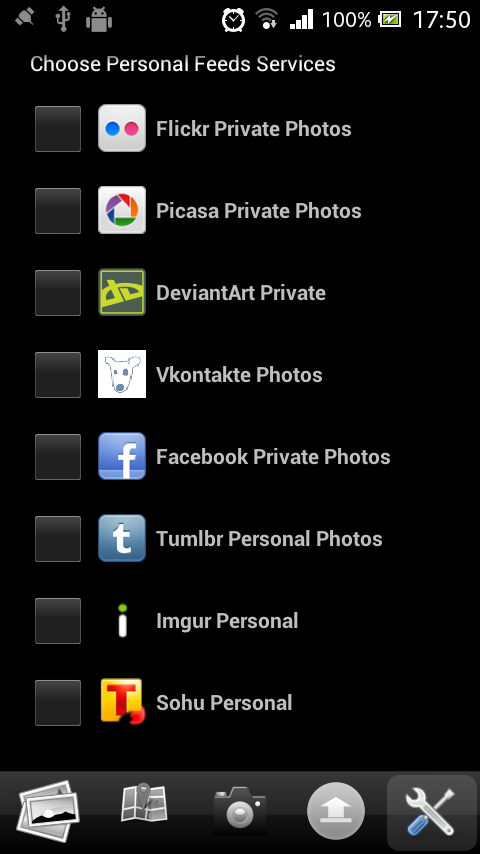 100% 17:50
Choose Personal Feeds Services
Flickr Private Photos
Picasa Private Photos
DeviantArt Private
Vkontakte Photos
Facebook Private Photos
Tumlbr Personal Photos
Imgur Personal
Sohu Personal